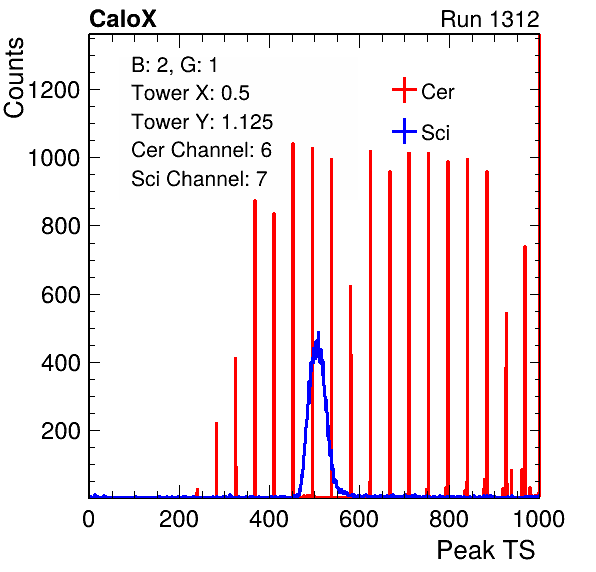 CaloX Run 1312
Counts
B: 2, G: 1
Tower X: 0.5
Tower Y: 1.125
Cer Channel: 6
Sci Channel: 7
Cer
Sci
1200
1000
800
600
400
200
0 200 400 600 800 1000
Peak TS